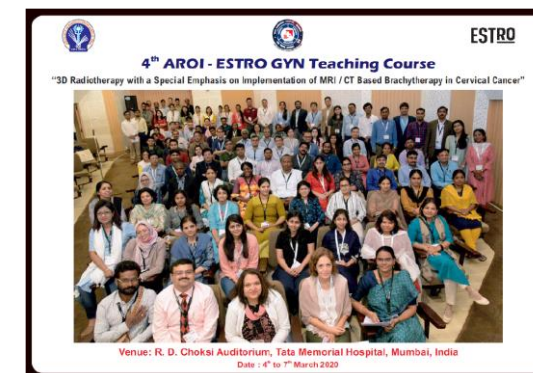 ESTRO
4th AROI - ESTRO GYN Teaching Course
"3D Radiotherapy with a Special Emphasis on Implementation of MRI / CT Based Brachytherapy in Cervical Cancer"
Venue: R. D. Choksi Auditorium, Tata Memorial Hospital, Mumbai, India
Date : 4th to 7th March 2020